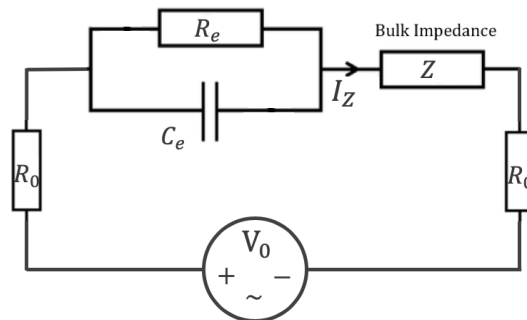 R_e
Bulk Impedance
Z
I_Z
C_e
R_0
R_0
V_0
+ −
~